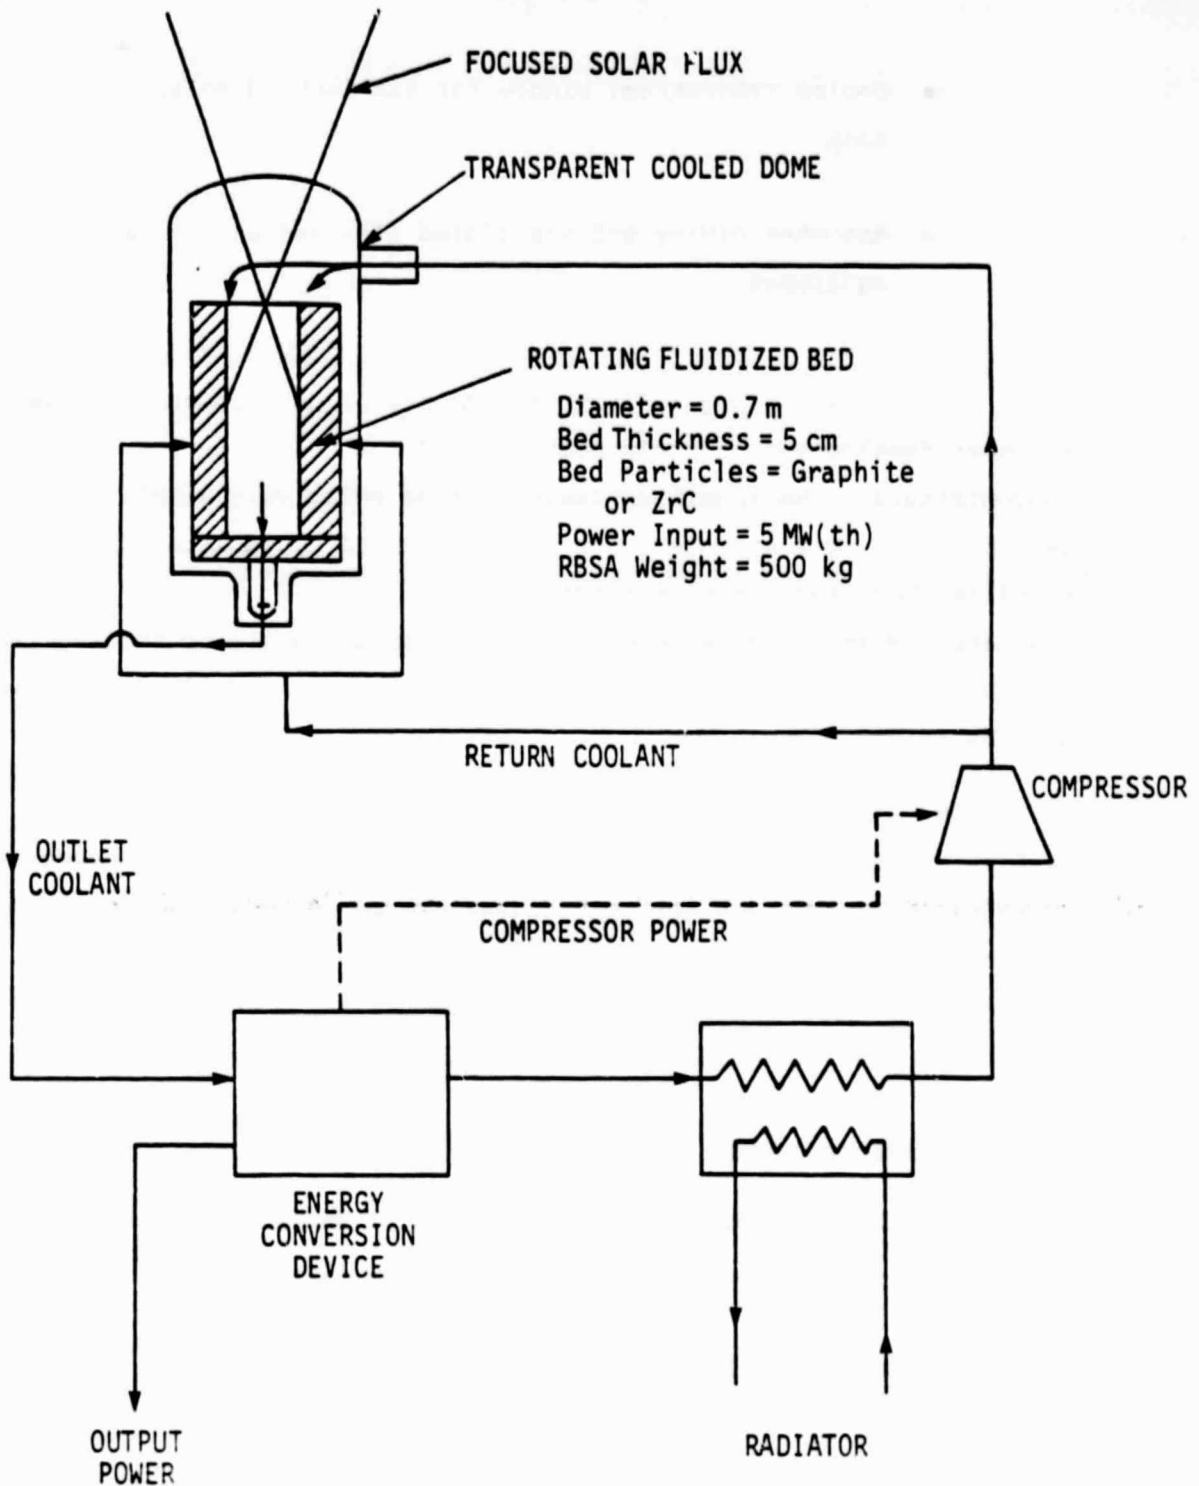 FOCUSED SOLAR FLUX
TRANSPARENT COOLED DOME
ROTATING FLUIDIZED BED
Diameter = 0.7 m
Bed Thickness = 5 cm
Bed Particles = Graphite
or ZrC
Power Input = 5 MW(th)
RBSA Weight = 500 kg
RETURN COOLANT
COMPRESSOR
OUTLET
COOLANT
COMPRESSOR POWER
ENERGY
CONVERSION
DEVICE
OUTPUT
POWER
RADIATOR